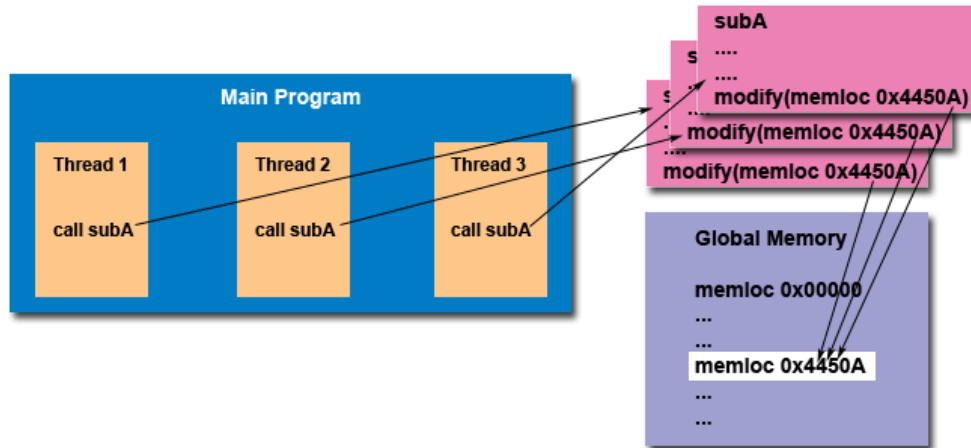 Main Program
Thread 1
call subA
Thread 2
call subA
Thread 3
call subA
subA
....
....
modify(memloc 0x4450A)
s
....
modify(memloc 0x4450A)
s
....
modify(memloc 0x4450A)
Global Memory
memloc 0x00000
...
...
memloc 0x4450A
...
...